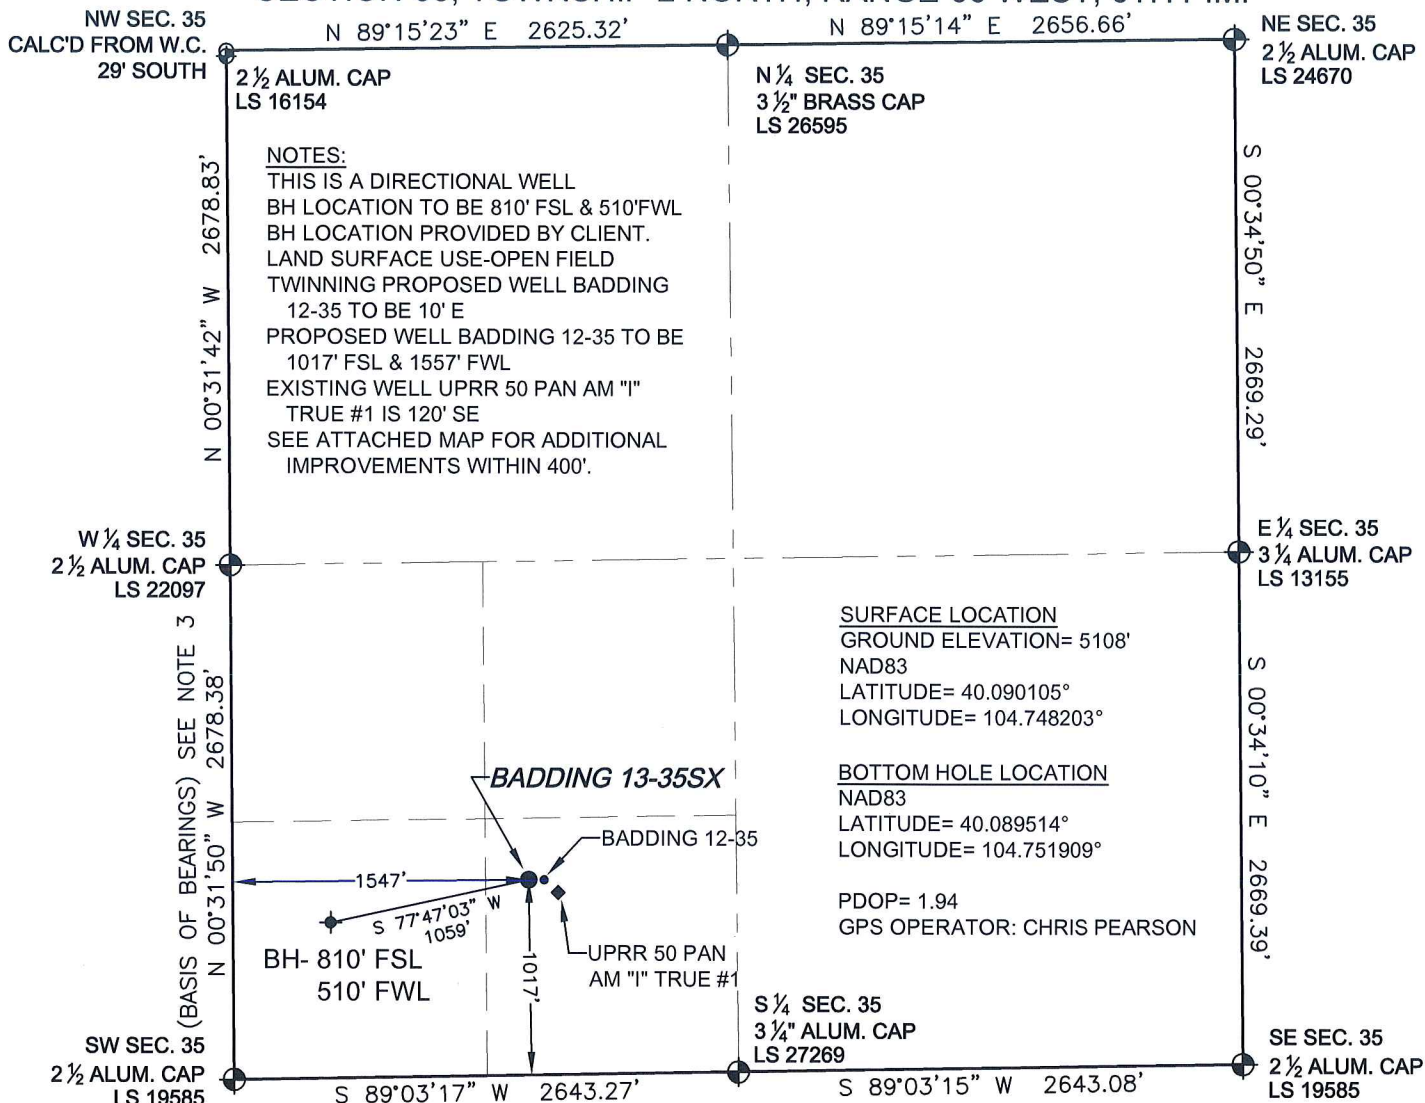 NW SEC. 35
CALC'D FROM W.C.
29' SOUTH
N 89°15'23" E 2625.32'
N 89°15'14" E 2656.66'
NE SEC. 35
2 ½ ALUM. CAP
LS 24670
2 ½ ALUM. CAP
LS 16154
N ¼ SEC. 35
3 ½" BRASS CAP
LS 26595
NOTES:
THIS IS A DIRECTIONAL WELL
BH LOCATION TO BE 810' FSL & 510'FWL
BH LOCATION PROVIDED BY CLIENT.
LAND SURFACE USE-OPEN FIELD
TWINNING PROPOSED WELL BADDING
12-35 TO BE 10' E
PROPOSED WELL BADDING 12-35 TO BE
1017' FSL & 1557' FWL
EXISTING WELL UPRR 50 PAN AM "I"
TRUE #1 IS 120' SE
SEE ATTACHED MAP FOR ADDITIONAL
IMPROVEMENTS WITHIN 400'.
N 00°31'42" W 2678.83'
S 00°34'50" E 2669.29'
W ¼ SEC. 35
2 ½ ALUM. CAP
LS 22097
E ¼ SEC. 35
3 ¼ ALUM. CAP
LS 13155
(BASIS OF BEARINGS) SEE NOTE 3
N 00°31'50" W 2678.38'
SURFACE LOCATION
GROUND ELEVATION= 5108'
NAD83
LATITUDE= 40.090105°
LONGITUDE= 104.748203°
BOTTOM HOLE LOCATION
NAD83
LATITUDE= 40.089514°
LONGITUDE= 104.751909°
PDOP= 1.94
GPS OPERATOR: CHRIS PEARSON
S 00°34'10" E 2669.39'
BADDING 13-35SX
BADDING 12-35
1547'
S 77°47'03" W
1059'
BH- 810' FSL
510' FWL
1017'
UPRR 50 PAN
AM "I" TRUE #1
S ¼ SEC. 35
3 ¼" ALUM. CAP
LS 27269
SW SEC. 35
2 ½ ALUM. CAP
LS 19585
S 89°03'17" W 2643.27'
S 89°03'15" W 2643.08'
SE SEC. 35
2 ½ ALUM. CAP
LS 19585